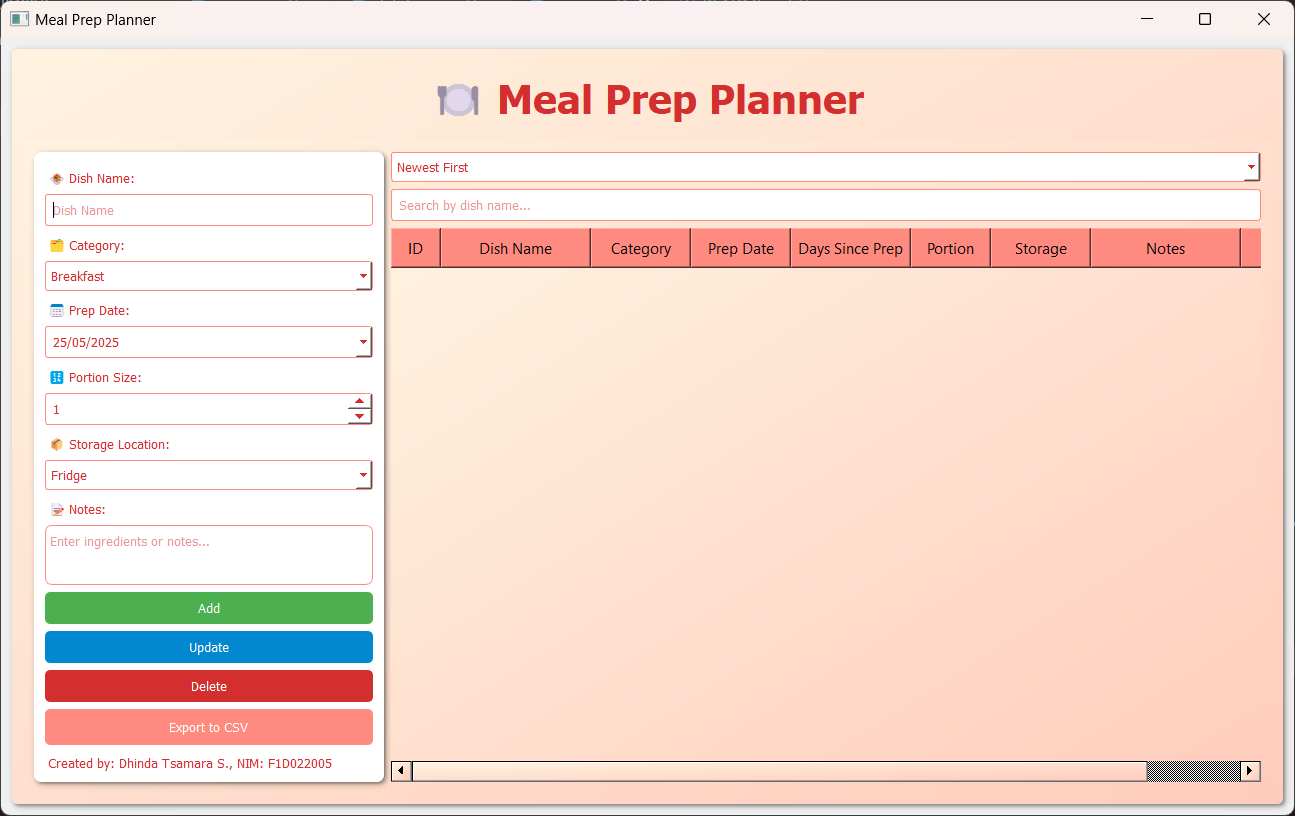 Meal Prep Planner
Meal Prep Planner
Dish Name:
Dish Name
Category:
Breakfast
Prep Date:
25/05/2025
Portion Size:
1
Storage Location:
Fridge
Notes:
Enter ingredients or notes...
Add
Update
Delete
Export to CSV
Created by: Dhinda Tsamara S., NIM: F1D022005
Newest First
Search by dish name...
ID Dish Name Category Prep Date Days Since Prep Portion Storage Notes